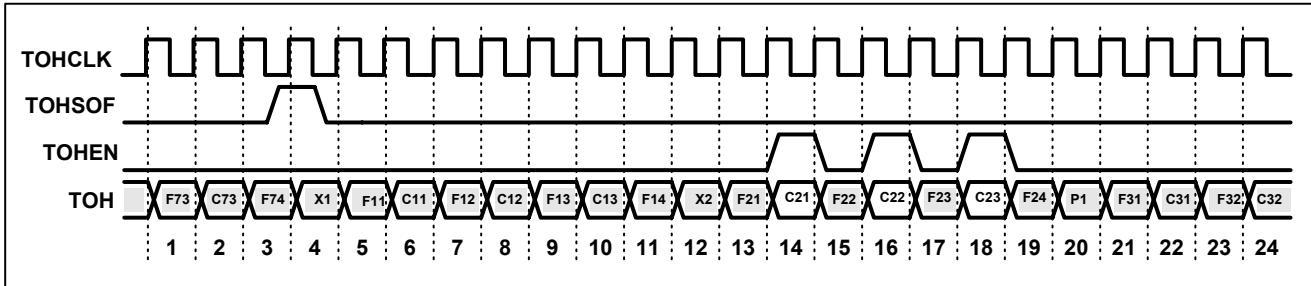 TOHCLK
TOHSOF
TOHEN
TOH F73 C73 F74 X1 F11 C11 F12 C12 F13 C13 F14 X2 F21 C21 F22 C22 F23 C23 F24 P1 F31 C31 F32 C32
1 2 3 4 5 6 7 8 9 10 11 12 13 14 15 16 17 18 19 20 21 22 23 24